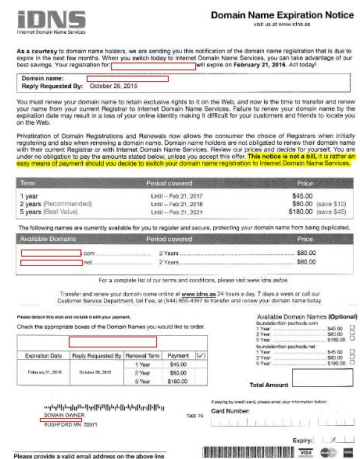 iDNS
Internet Domain Name Services
Domain Name Expiration Notice
visit us at www.idns.as
As a courtesy to domain name holders, we are sending you this notification of the domain name registration that is due to
expire in the next few months. When you switch today to Internet Domain Name Services, you can take advantage of our
best savings. Your registration for: will expire on February 21, 2016. Act today!
Domain name:
Reply Requested By: October 26, 2015
You must renew your domain name to retain exclusive rights to it on the Web, and now is the time to transfer and renew
your name from your current Registrar to Internet Domain Name Services. Failure to renew your domain name by the
expiration date may result in a loss of your online identity making it difficult for your customers and friends to locate you
on the Web.
Privatization of Domain Registrations and Renewals now allows the consumer the choice of Registrars when initially
registering and also when renewing a domain name. Domain name holders are not obligated to renew their domain name
with their current Registrar or with Internet Domain Name Services. Review our prices and decide for yourself. You are
under no obligation to pay the amounts stated below, unless you accept this offer. This notice is not a bill, it is rather an
easy means of payment should you decide to switch your domain name registration to Internet Domain Name Services.
Term Period covered Price
1 year Until – Feb 21, 2017 $45.00
2 years (Recommended) Until – Feb 21, 2018 $80.00 (save $10)
5 years (Best Value) Until – Feb 21, 2021 $180.00 (save $45)
The following names are currently available for you to register and secure, protecting your domain name from being duplicated.
Available Domains Period covered Price
.com 2 Years $80.00
.net 2 Years $80.00
For a complete list of our terms and conditions, please visit www.idns.as
Transfer and renew your domain name online at www.idns.as 24 hours a day, 7 days a week or call our
Customer Service Department, toll free, at (844) 855-4367 to transfer and renew your domain name today.
Please detach this stub and include it with your payment.
Check the appropriate boxes of the Domain Names you would like to order.
Expiration Date Reply Requested By Renewal Term Payment (✓)
1 Year $45.00
February 21, 2016 October 26, 2015 2 Year $80.00
5 Year $180.00
Available Domain Names (Optional)
1 Year $45.00
2 Year $80.00
5 Year $180.00
1 Year $45.00
2 Year $80.00
5 Year $180.00
Total Amount
If paying by credit card, please enter your information below:
Card Number:
Expiry: /
DOMAIN OWNER
RUSHFORD MN 55971
VISA
Please provide a valid email address on the above line